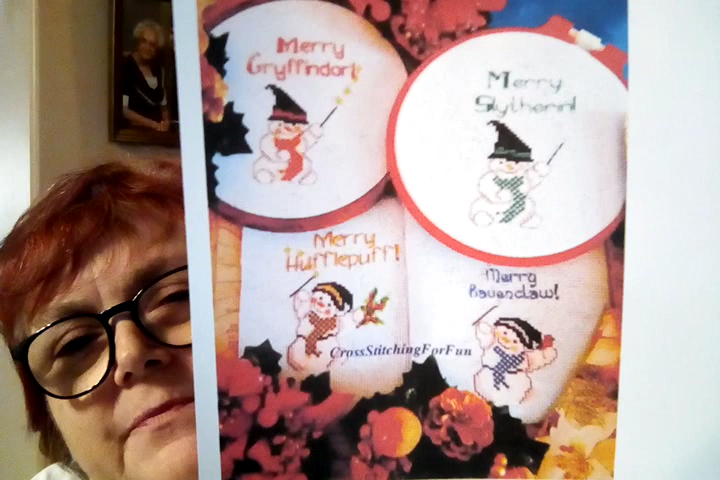 Merry
Gryffindor!
Merry
Slytherin!
Merry
Hufflepuff!
Merry
Ravenclaw!
CrossStitchingForFun